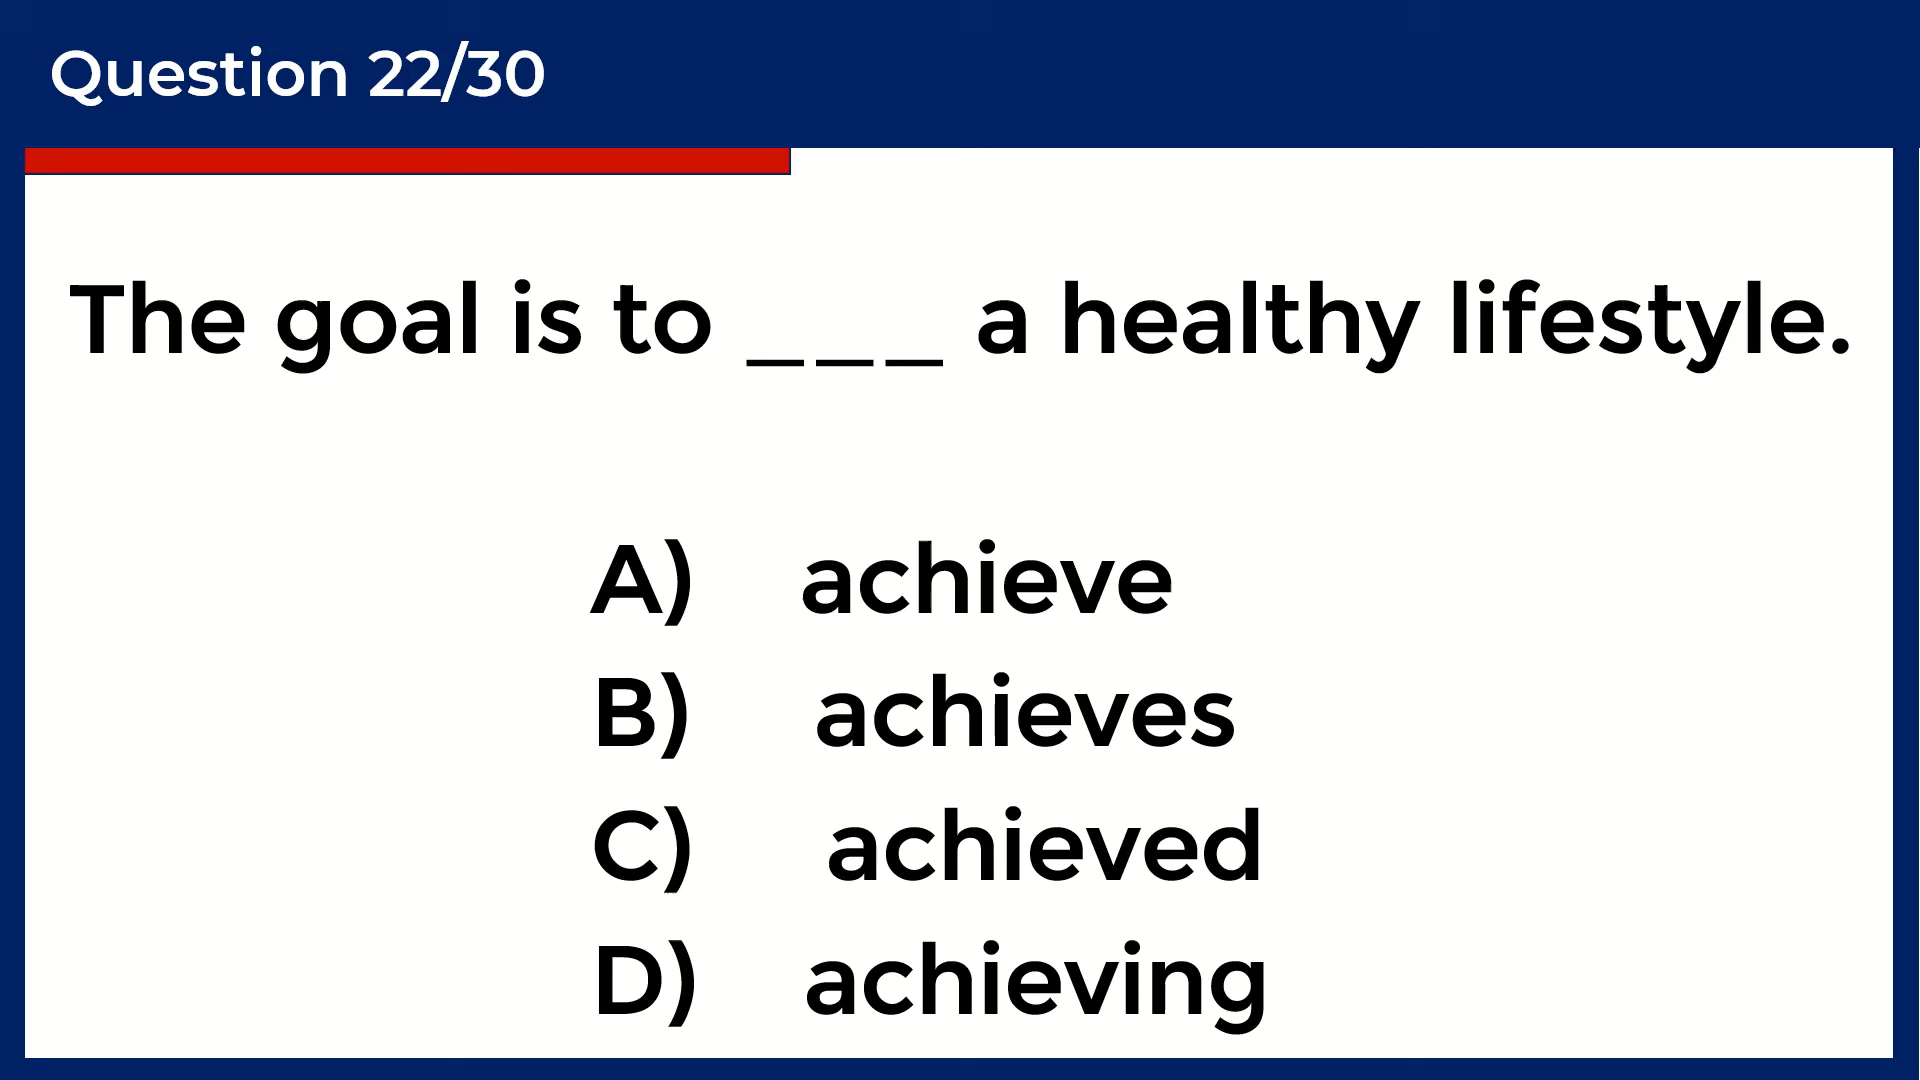 Question 22/30
The goal is to ___ a healthy lifestyle.
A) achieve
B) achieves
C) achieved
D) achieving